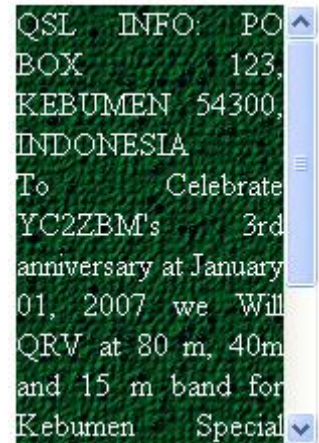 QSL INFO: PO
BOX 123,
KEBUMEN 54300,
INDONESIA
To Celebrate
YC2ZBM's 3rd
anniversary at January
01, 2007 we Will
QRV at 80 m, 40m
and 15 m band for
Kebumen Special